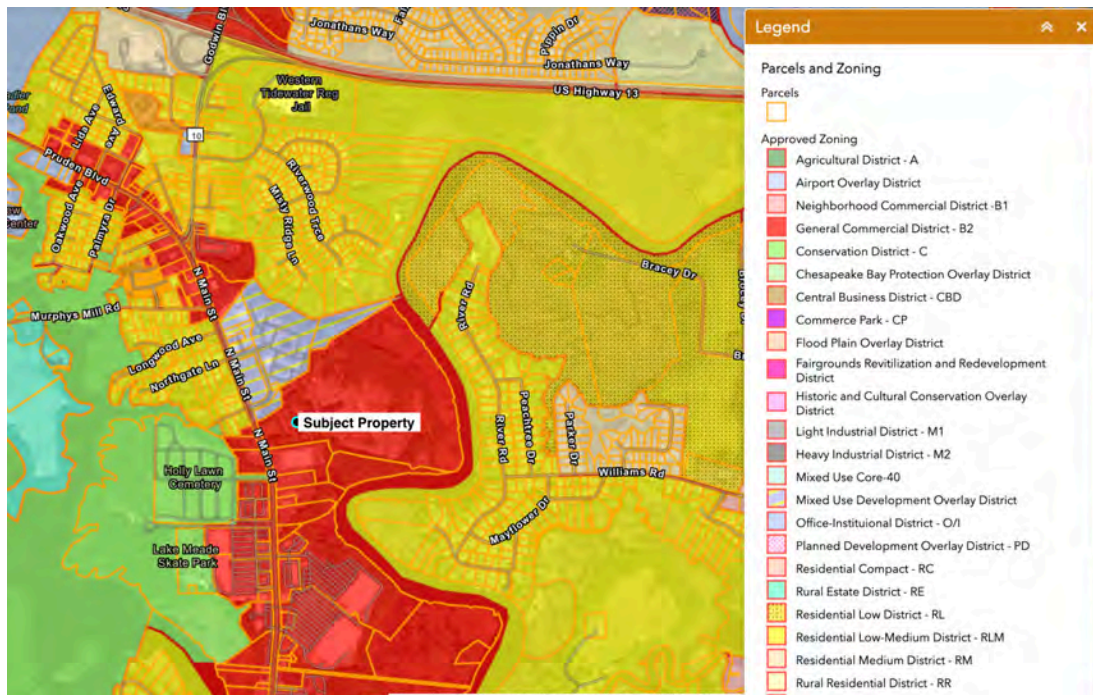 Jonathans Way
Pippin Dr
Jonathans Way
Godwin Bl
US Highway 13
Western
Tidewater Reg
Jail
Edward Ave
Lida Ave
10
Pruden Blvd
Riverwood Trce
Misty Ridge Ln
Oakwood Ave
Palmyra Dr
Bracey Dr
River Rd
Murphys Mill Rd
N Main St
Longwood Ave
Northgate Ln
N Main St
Subject Property
Peachtree Dr
River Rd
Parker Dr
N Main St
Williams Rd
Holly Lawn
Cemetery
Mayflower Dr
Lake Meade
Skate Park
Legend
Parcels and Zoning
Parcels
Approved Zoning
Agricultural District - A
Airport Overlay District
Neighborhood Commercial District -B1
General Commercial District - B2
Conservation District - C
Chesapeake Bay Protection Overlay District
Central Business District - CBD
Commerce Park - CP
Flood Plain Overlay District
Fairgrounds Revitilization and Redevelopment
District
Historic and Cultural Conservation Overlay
District
Light Industrial District - M1
Heavy Industrial District - M2
Mixed Use Core-40
Mixed Use Development Overlay District
Office-Instituional District - O/I
Planned Development Overlay District - PD
Residential Compact - RC
Rural Estate District - RE
Residential Low District - RL
Residential Low-Medium District - RLM
Residential Medium District - RM
Rural Residential District - RR